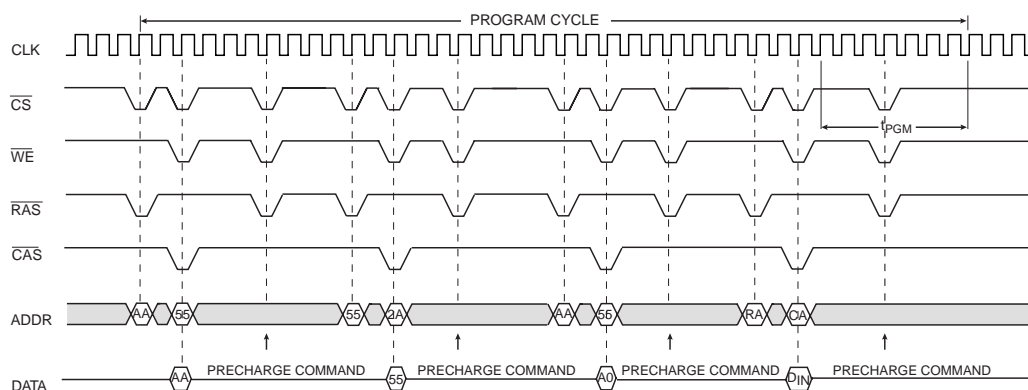 PROGRAM CYCLE
CLK
CS
tPGM
WE
RAS
CAS
ADDR AA 55 55 2A AA 55 RA CA
DATA AA PRECHARGE COMMAND 55 PRECHARGE COMMAND A0 PRECHARGE COMMAND DIN PRECHARGE COMMAND